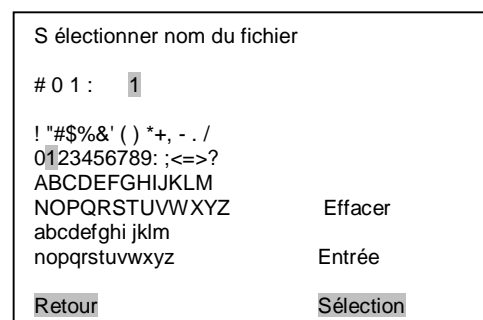 S électionner nom du fichier
# 0 1 : 1
! "#$%&' ( ) *+, - . /
0123456789: ;<=>?
ABCDEFGHIJKLM
NOPQRSTUVWXYZ Effacer
abcdefghi jklm
nopqrstuvwxyz Entrée
Retour Sélection